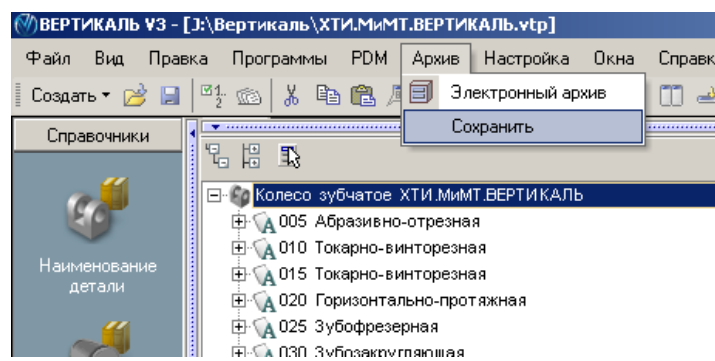 ВЕРТИКАЛЬ V3 - [J:\Вертикаль\ХТИ.МиМТ.ВЕРТИКАЛЬ.vtp]
Файл Вид Правка Программы PDM Архив Настройка Окна Справк
Создать
Электронный архив
Сохранить
Справочники
Колесо зубчатое ХТИ.МиМТ.ВЕРТИКАЛЬ
005 Абразивно-отрезная
010 Токарно-винторезная
015 Токарно-винторезная
020 Горизонтально-протяжная
025 Зубофрезерная
030 Зубозакругляющая
Наименование
детали